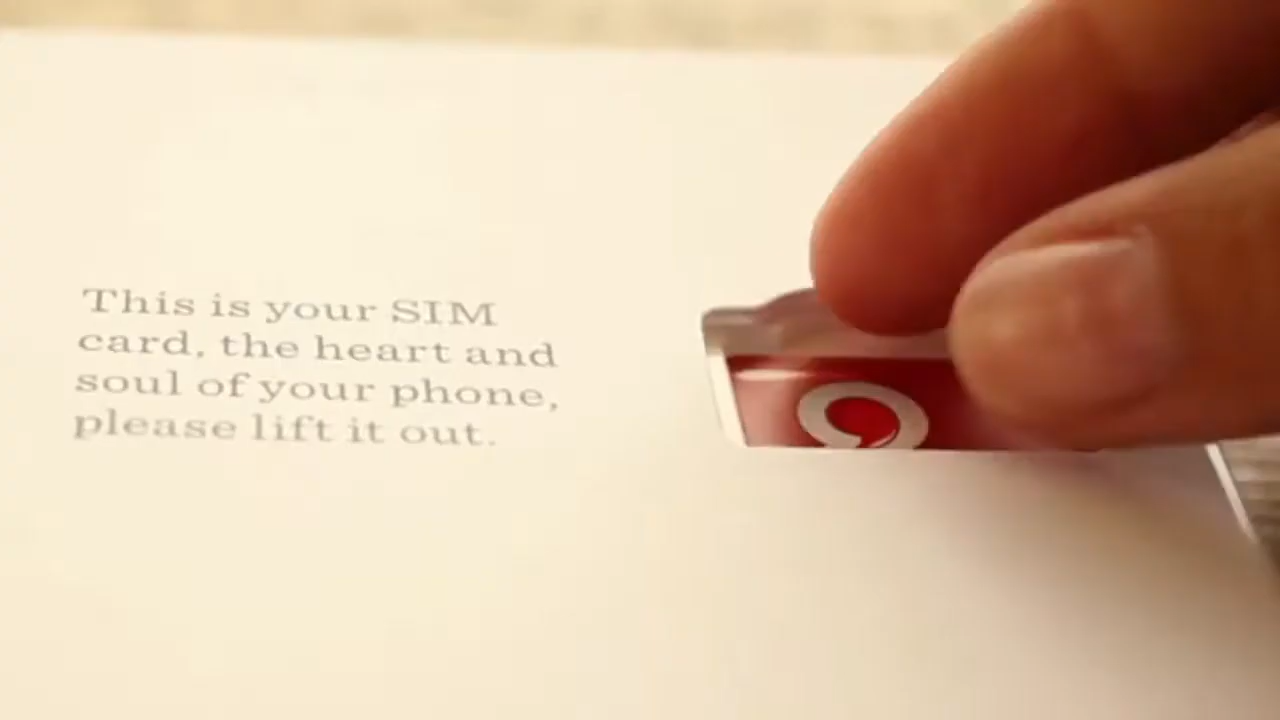 This is your SIM
card, the heart and
soul of your phone,
please lift it out.